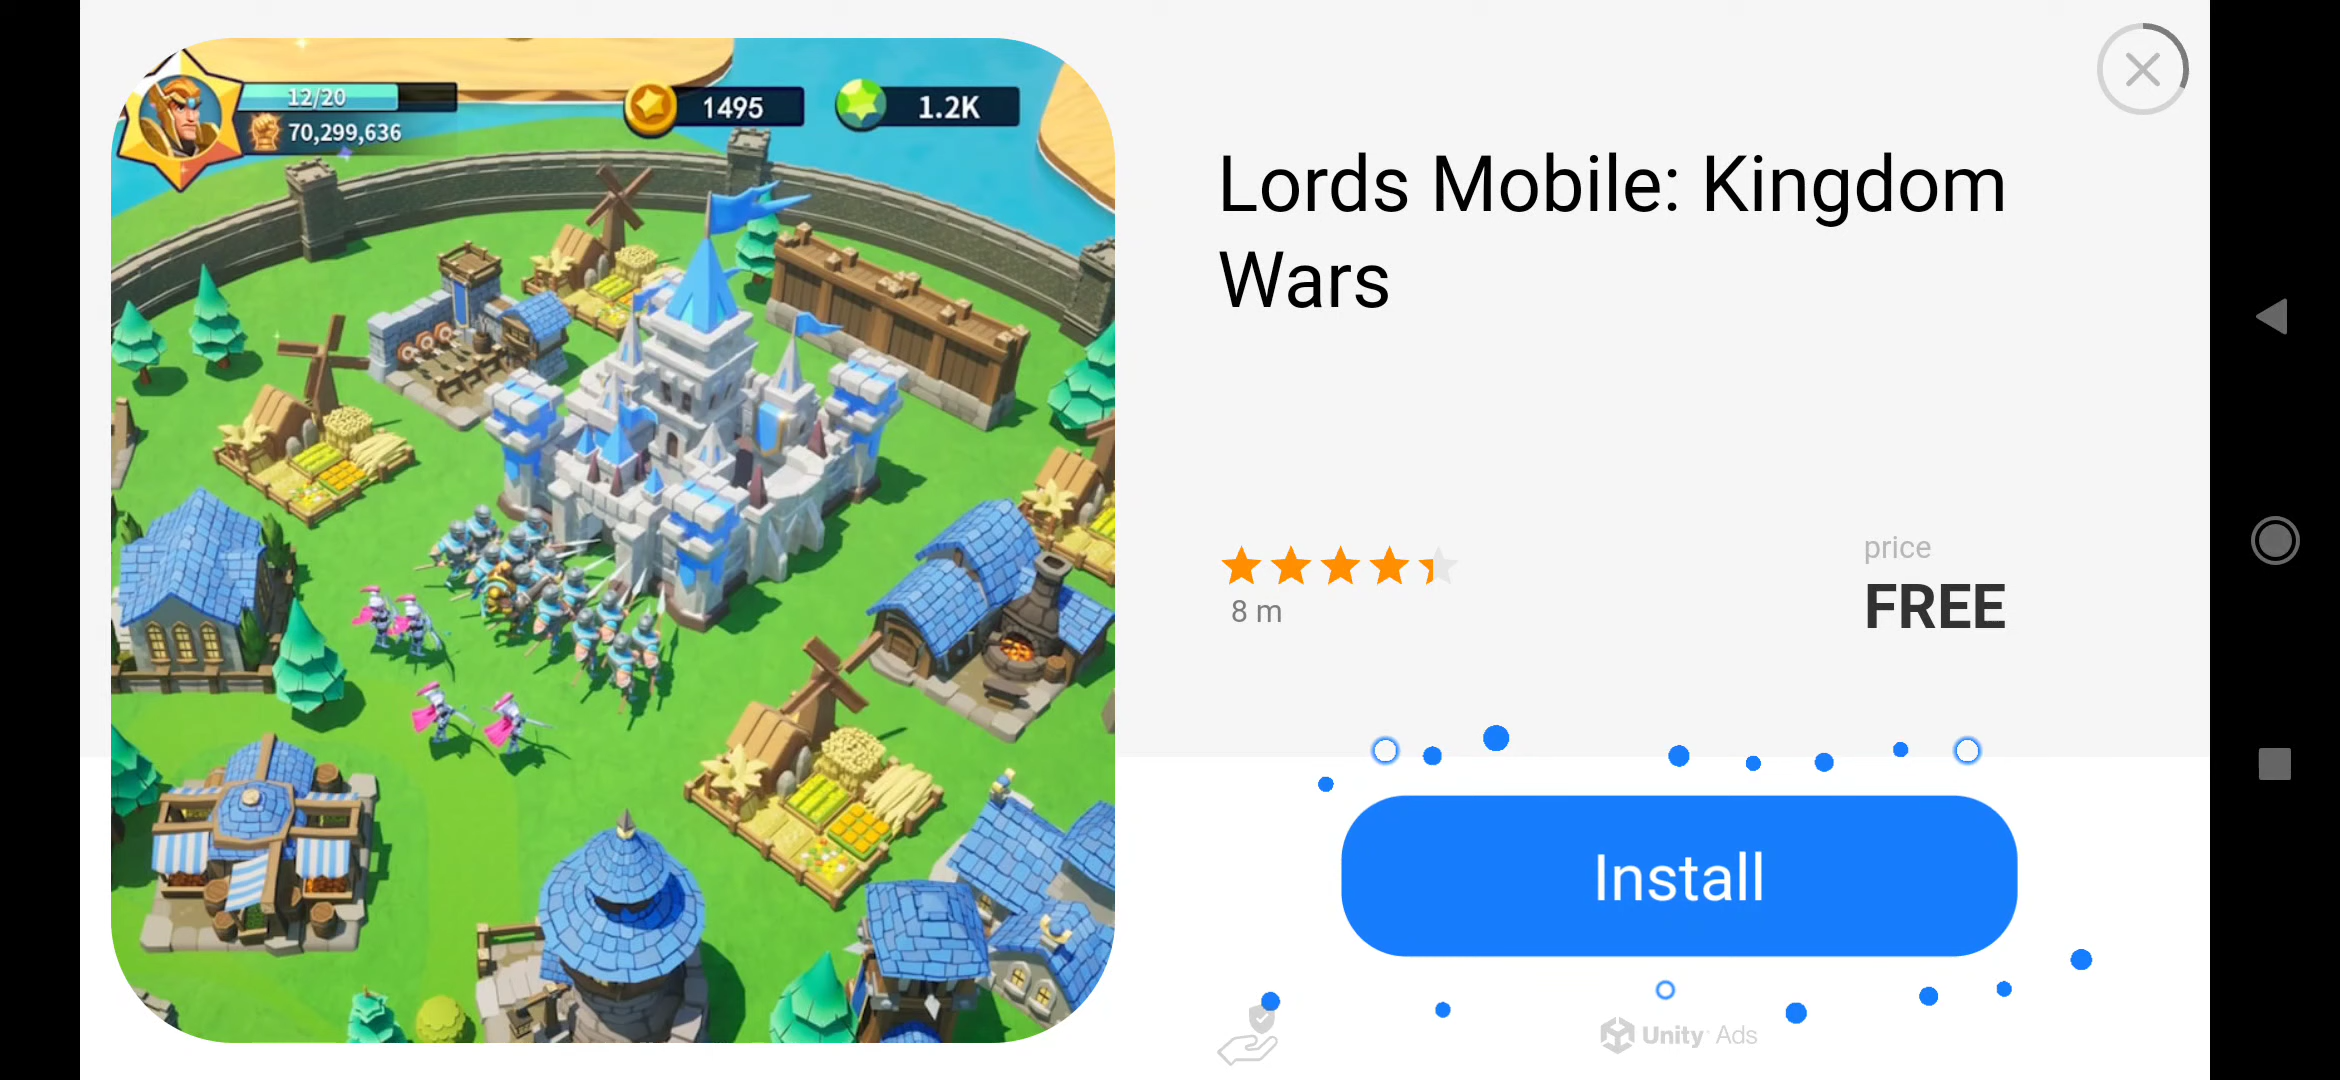 12/20
70,299,636
1495
1.2K
Lords Mobile: Kingdom
Wars
8 m
price
FREE
Install
Unity Ads